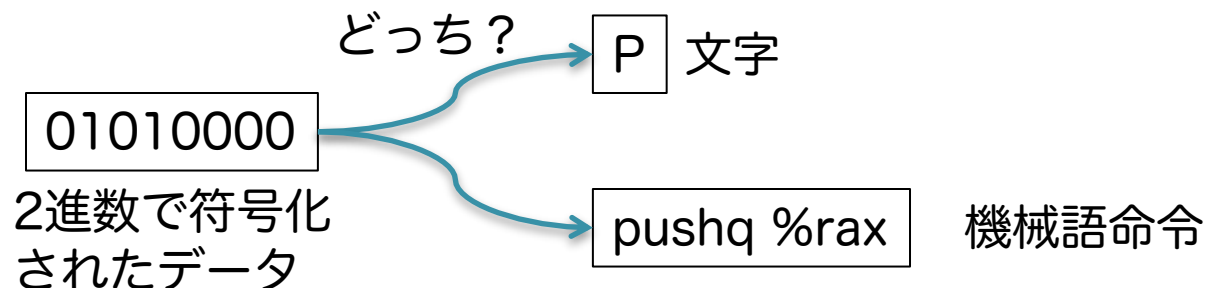 どっち？
P 文字
01010000
2進数で符号化
されたデータ
pushq %rax 機械語命令